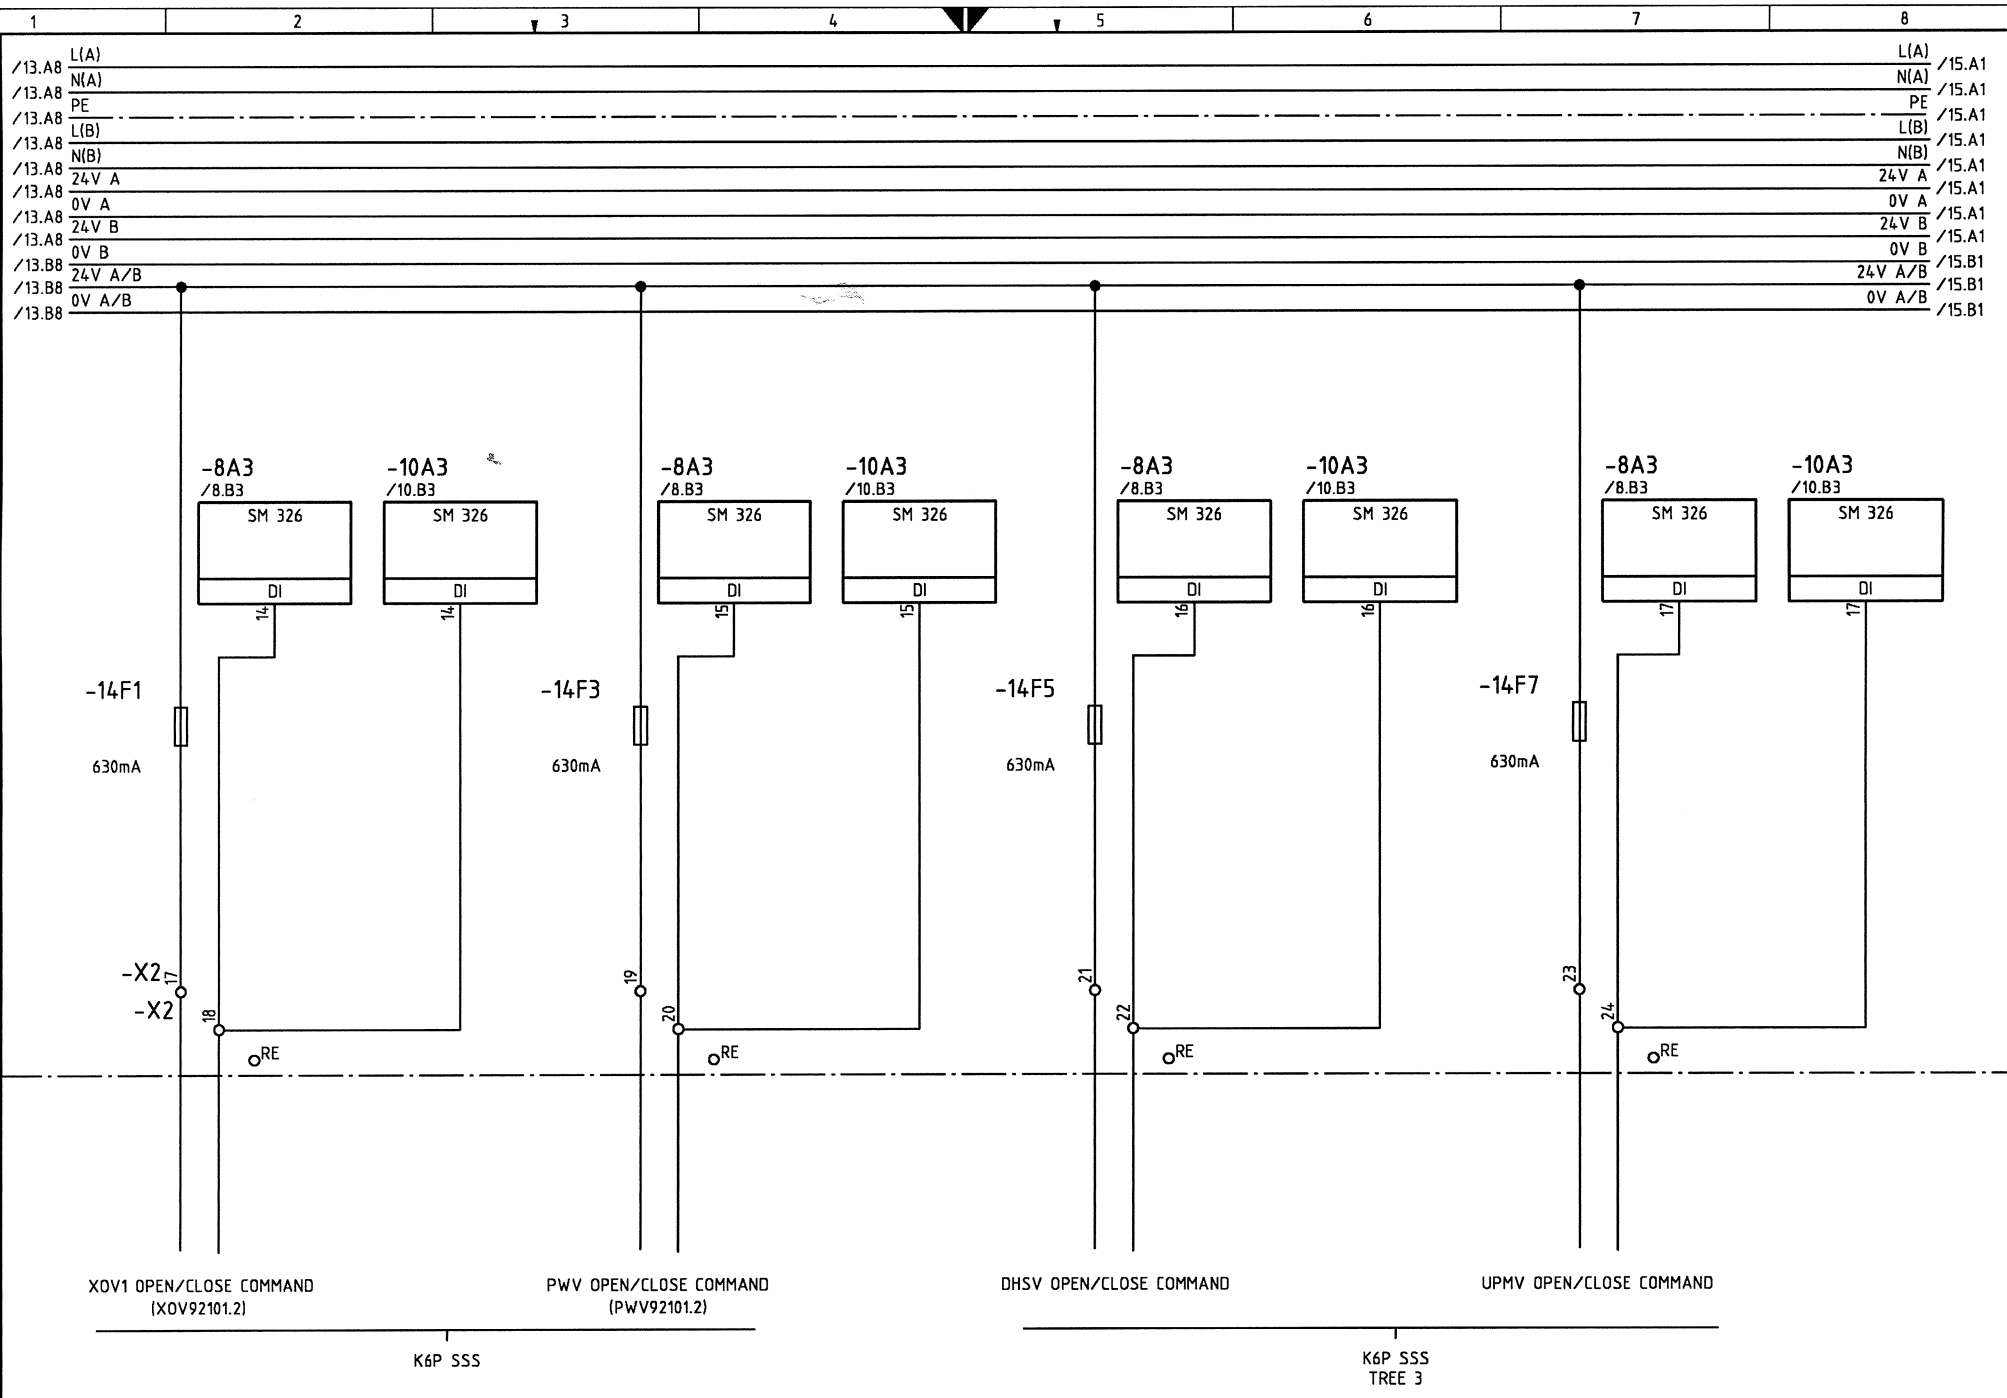 1 2 3 4 5 6 7 8
L(A) L(A)
/13.A8 /15.A1
N(A) N(A)
/13.A8 /15.A1
PE PE
/13.A8 /15.A1
L(B) L(B)
/13.A8 /15.A1
N(B) N(B)
/13.A8 /15.A1
24V A 24V A
/13.A8 /15.A1
0V A 0V A
/13.A8 /15.A1
24V B 24V B
/13.A8 /15.A1
0V B 0V B
/13.B8 /15.B1
24V A/B 24V A/B
/13.B8 /15.B1
0V A/B 0V A/B
/13.B8 /15.B1
-8A3 -10A3 -8A3 -10A3 -8A3 -10A3 -8A3 -10A3
/8.B3 /10.B3 /8.B3 /10.B3 /8.B3 /10.B3 /8.B3 /10.B3
SM 326 SM 326 SM 326 SM 326 SM 326 SM 326 SM 326 SM 326
DI DI DI DI DI DI DI DI
14 14 15 15 16 16 17 17
-14F1 -14F3 -14F5 -14F7
630mA 630mA 630mA 630mA
-X2 17 19 21 23
-X2 18 20 22 24
RE RE RE RE
XOV1 OPEN/CLOSE COMMAND PWV OPEN/CLOSE COMMAND DHSV OPEN/CLOSE COMMAND UPMV OPEN/CLOSE COMMAND
(XOV92101.2) (PWV92101.2)
K6P SSS K6P SSS
TREE 3